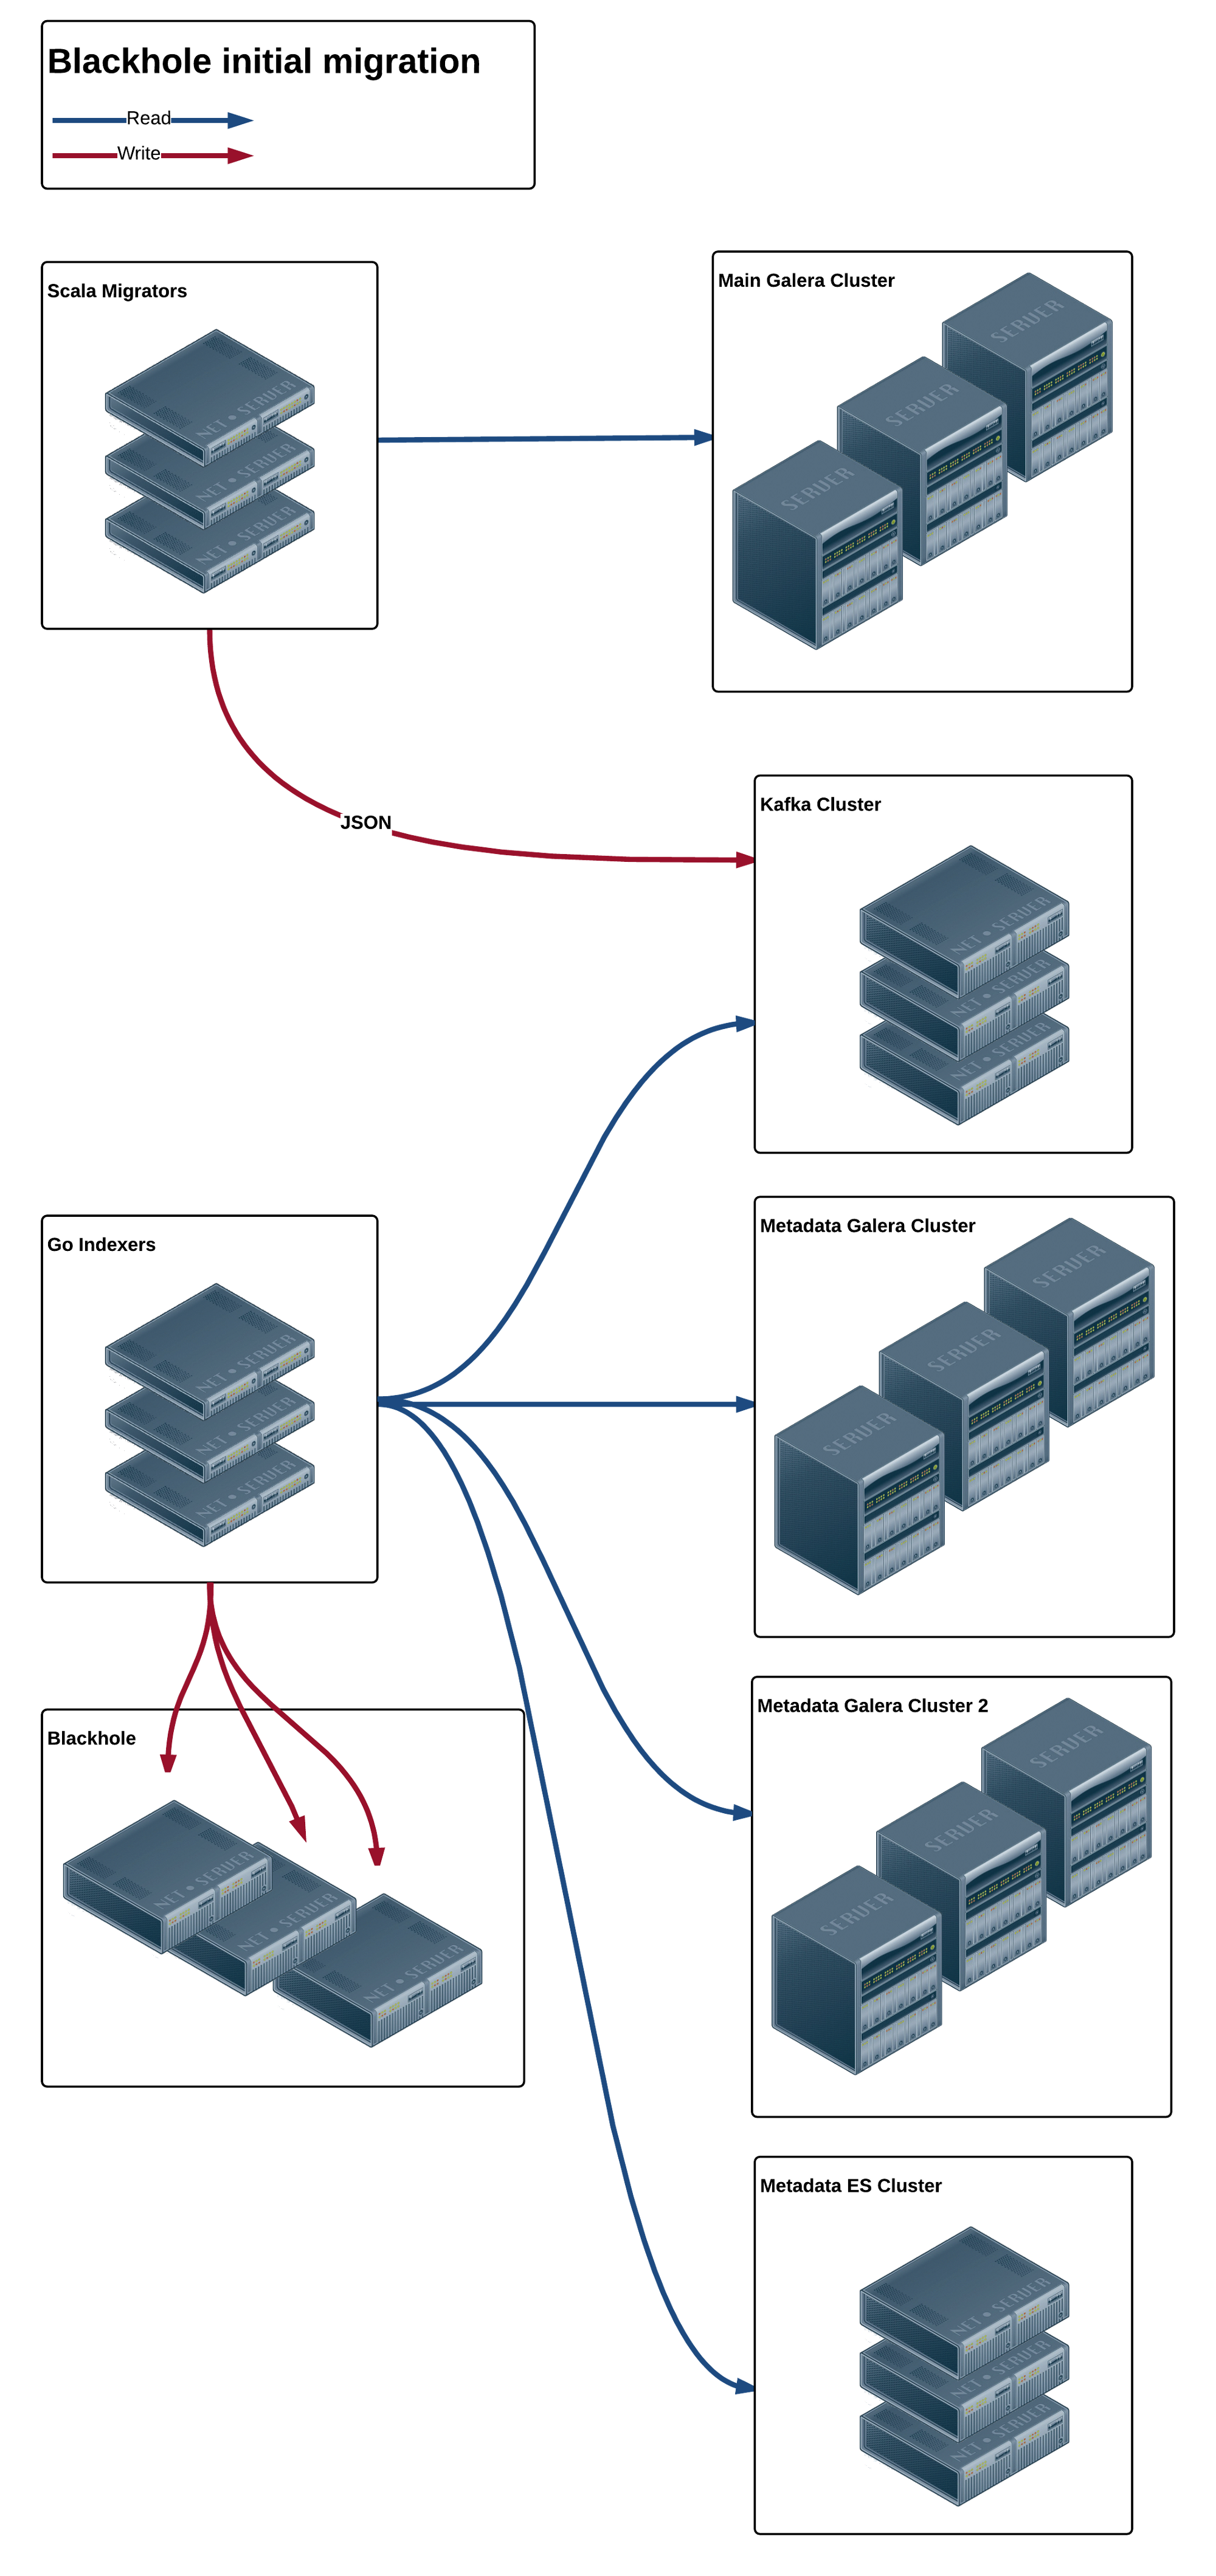 Blackhole initial migration
Read
Write
Scala Migrators
NET • SERVER
NET • SERVER
NET • SERVER
Main Galera Cluster
SERVER
SERVER
SERVER
JSON
Kafka Cluster
NET • SERVER
NET • SERVER
NET • SERVER
Go Indexers
NET • SERVER
NET • SERVER
NET • SERVER
Metadata Galera Cluster
SERVER
SERVER
SERVER
Blackhole
NET • SERVER
NET • SERVER
NET • SERVER
Metadata Galera Cluster 2
SERVER
SERVER
SERVER
Metadata ES Cluster
NET • SERVER
NET • SERVER
NET • SERVER